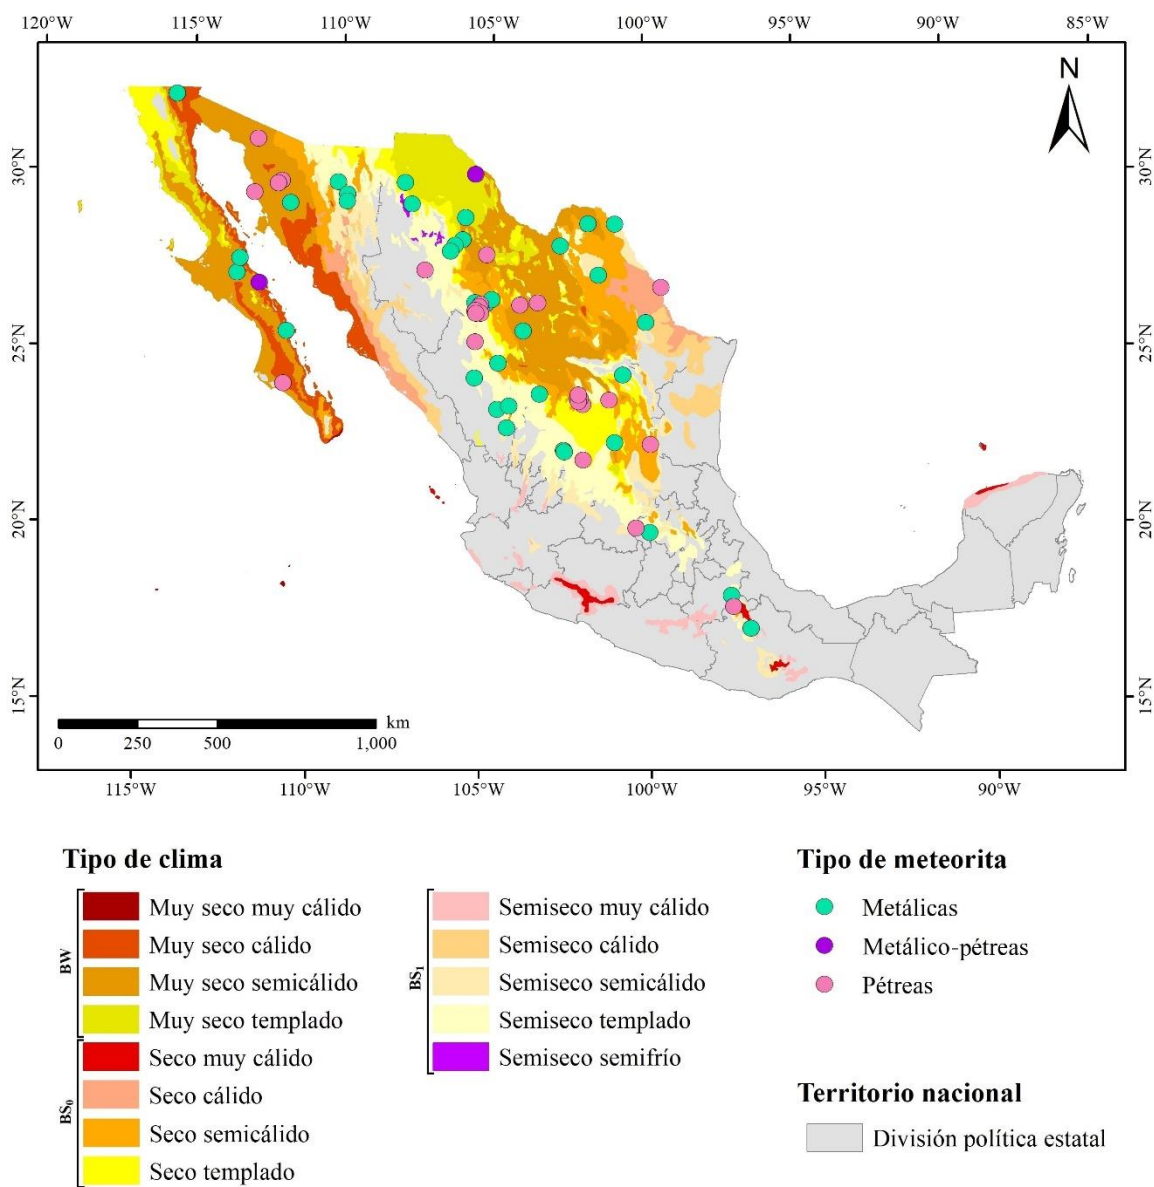 120°W 115°W 110°W 105°W 100°W 95°W 90°W 85°W
N
30°N 30°N
25°N 25°N
20°N 20°N
15°N 15°N
km
0 250 500 1,000
115°W 110°W 105°W 100°W 95°W 90°W
Tipo de clima
BW
Muy seco muy cálido
Muy seco cálido
Muy seco semicálido
Muy seco templado
BS₀
Seco muy cálido
Seco cálido
Seco semicálido
Seco templado
BS₁
Semiseco muy cálido
Semiseco cálido
Semiseco semicálido
Semiseco templado
Semiseco semifrío
Tipo de meteorita
Metálicas
Metálico-pétreas
Pétreas
Territorio nacional
División política estatal